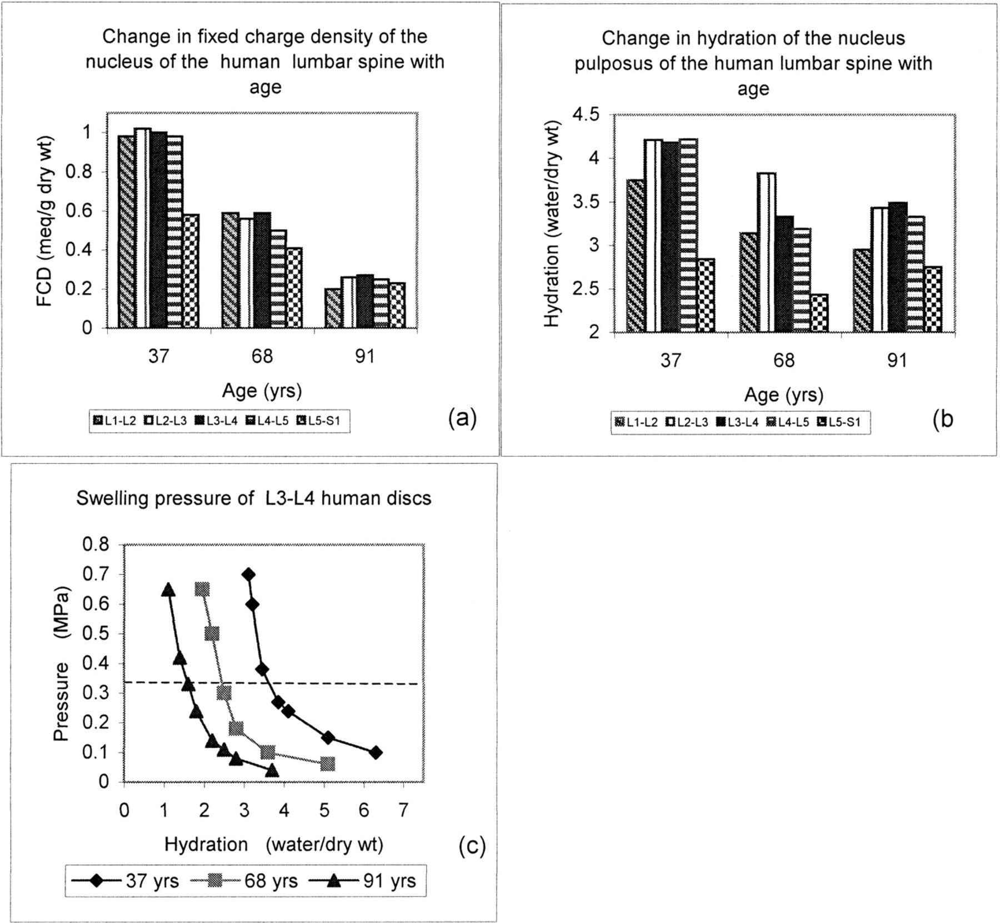 Change in fixed charge density of the
nucleus of the human lumbar spine with
age
FCD (meq/g dry wt)
1
0.8
0.6
0.4
0.2
0
37 68 91
Age (yrs)
L1-L2 L2-L3 L3-L4 L4-L5 L5-S1
(a)
Change in hydration of the nucleus
pulposus of the human lumbar spine with
age
Hydration (water/dry wt)
4.5
4
3.5
3
2.5
2
37 68 91
Age (yrs)
L1-L2 L2-L3 L3-L4 L4-L5 L5-S1
(b)
Swelling pressure of L3-L4 human discs
Pressure (MPa)
0.8
0.7
0.6
0.5
0.4
0.3
0.2
0.1
0
0 1 2 3 4 5 6 7
Hydration (water/dry wt)
(c)
37 yrs 68 yrs 91 yrs